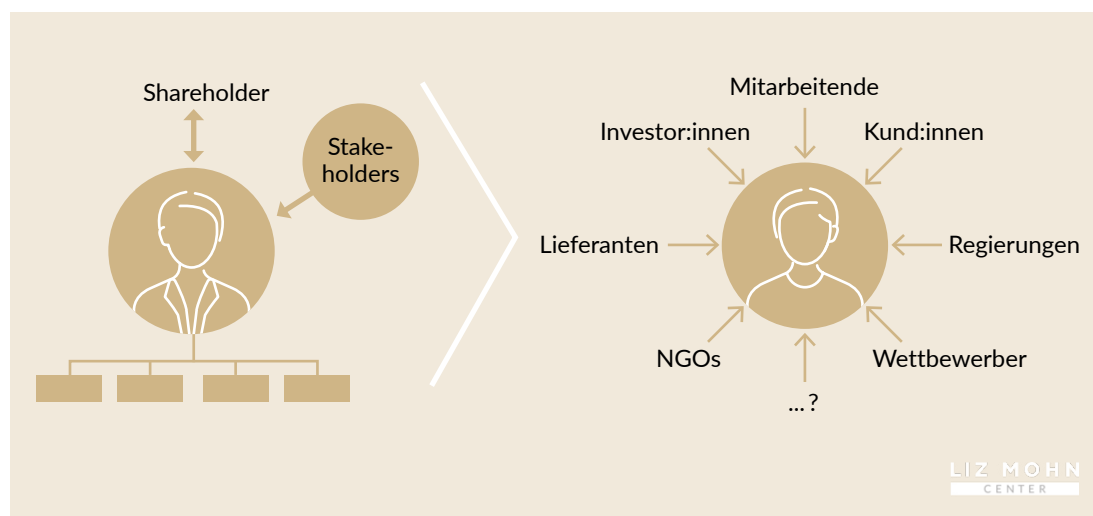 Shareholder
Stake-
holders
Mitarbeitende
Investor:innen
Kund:innen
Lieferanten
Regierungen
NGOs
Wettbewerber
... ?
LIZ MOHN
CENTER